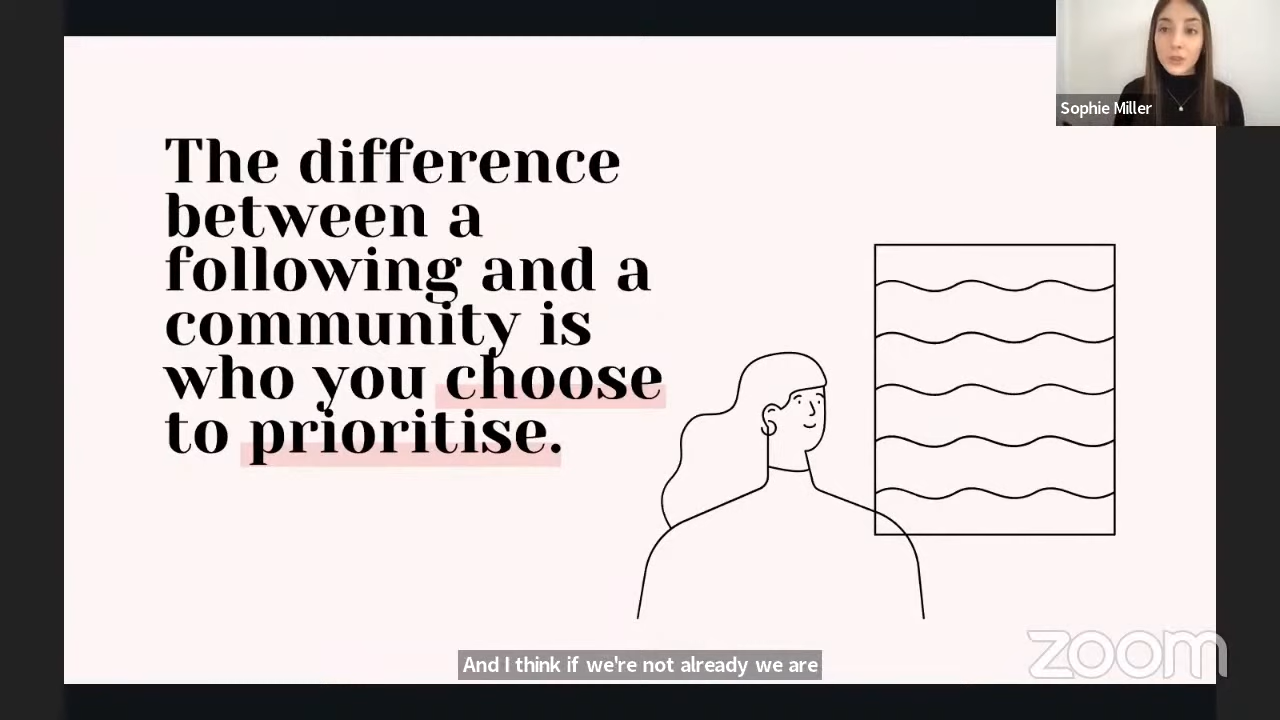 Sophie Miller
The difference
between a
following and a
community is
who you choose
to prioritise.
And I think if we're not already we are
zoom